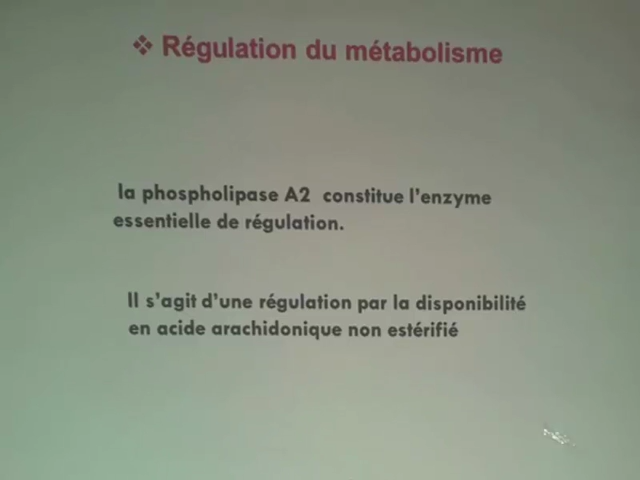 ❖ Régulation du métabolisme
la phospholipase A2 constitue l'enzyme
essentielle de régulation.
Il s'agit d'une régulation par la disponibilité
en acide arachidonique non estérifié